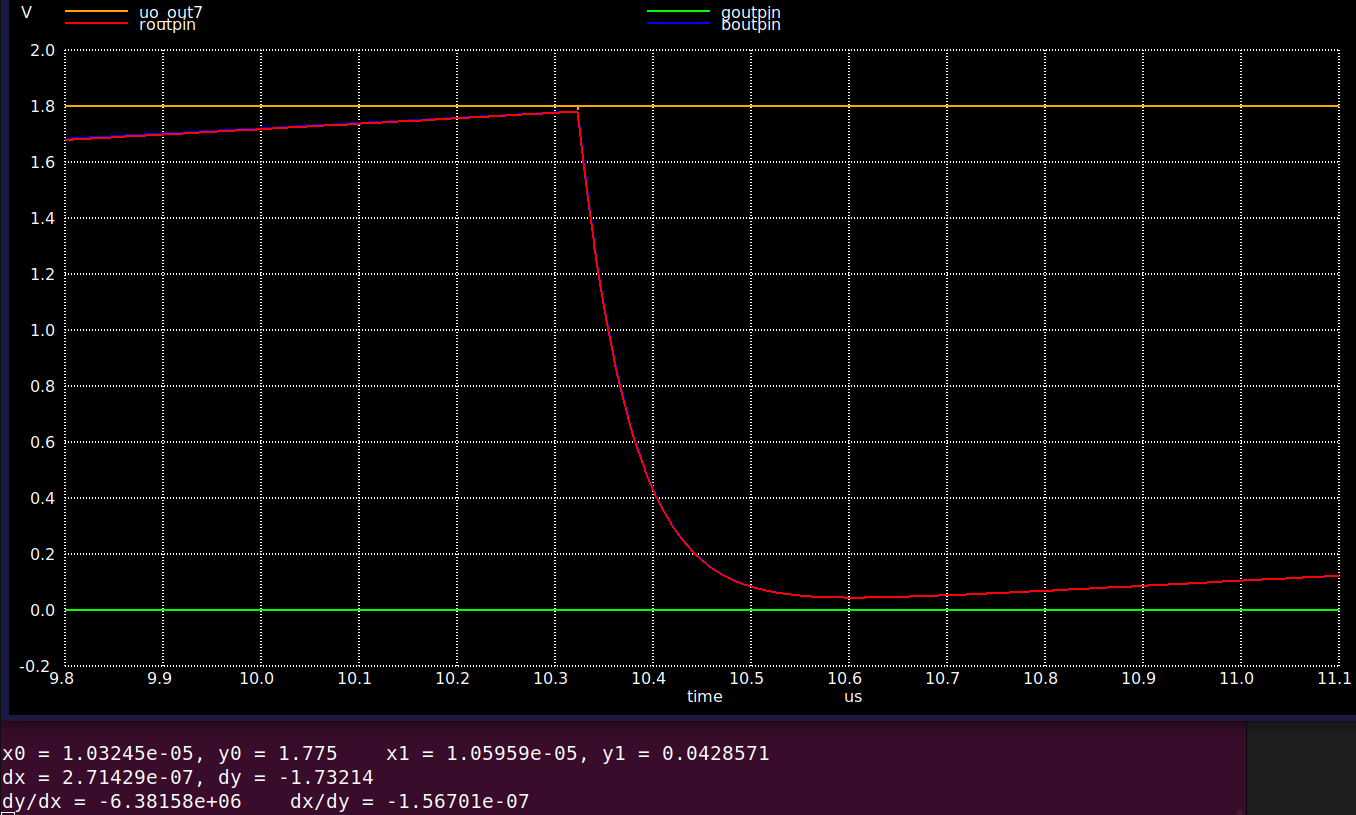 V uo_out7 goutpin
routpin boutpin
2.0
1.8
1.6
1.4
1.2
1.0
0.8
0.6
0.4
0.2
0.0
-0.2
9.8 9.9 10.0 10.1 10.2 10.3 10.4 10.5 10.6 10.7 10.8 10.9 11.0 11.1
time us
x0 = 1.03245e-05, y0 = 1.775    x1 = 1.05959e-05, y1 = 0.0428571
dx = 2.71429e-07, dy = -1.73214
dy/dx = -6.38158e+06    dx/dy = -1.56701e-07